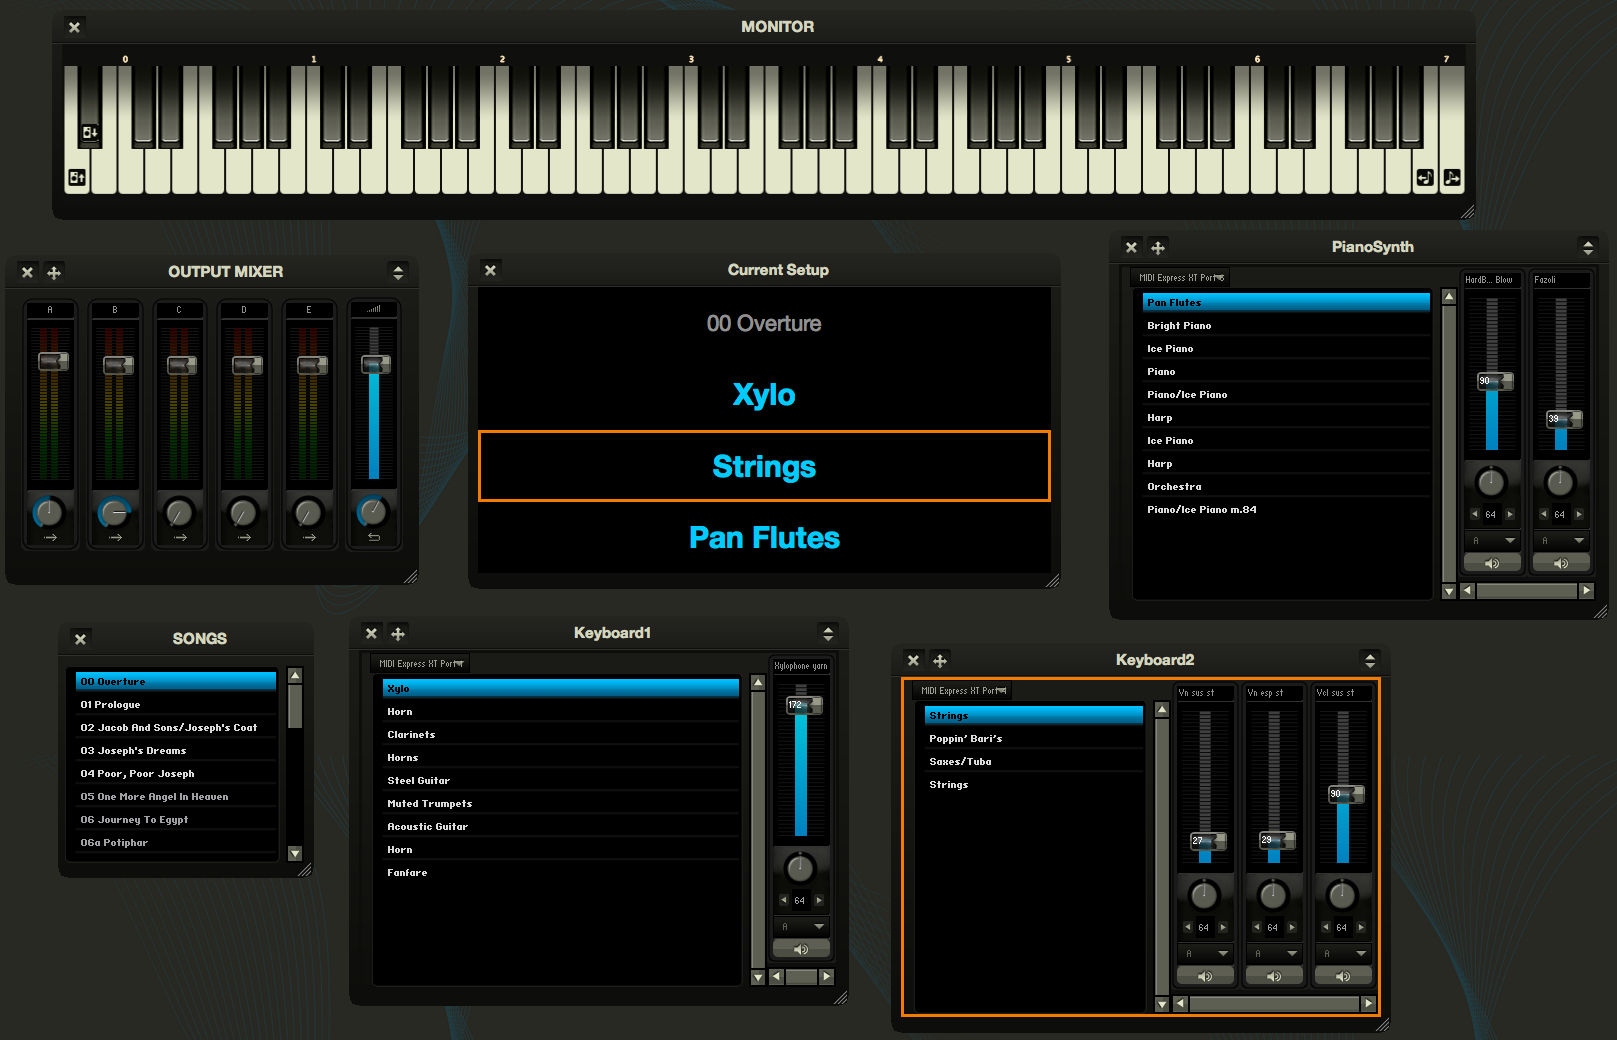 MONITOR
0 1 2 3 4 5 6 7
OUTPUT MIXER
A B C D E
Current Setup
00 Overture
Xylo
Strings
Pan Flutes
PianoSynth
MIDI Express XT Port
Pan Flutes
Bright Piano
Ice Piano
Piano
Piano/Ice Piano
Harp
Ice Piano
Harp
Orchestra
Piano/Ice Piano m.84
HardB... Blow
Fazoli
90
39
64
64
A
A
SONGS
00 Overture
01 Prologue
02 Jacob And Sons/Joseph's Coat
03 Joseph's Dreams
04 Poor, Poor Joseph
05 One More Angel In Heaven
06 Journey To Egypt
06a Potiphar
Keyboard1
MIDI Express XT Port
Xylo
Horn
Clarinets
Horns
Steel Guitar
Muted Trumpets
Acoustic Guitar
Horn
Fanfare
Xylophone yarn
172
64
A
Keyboard2
MIDI Express XT Port
Strings
Poppin' Bari's
Saxes/Tuba
Strings
Vn sus st
Vn esp st
Vol sus st
27
29
90
64
64
64
A
A
A